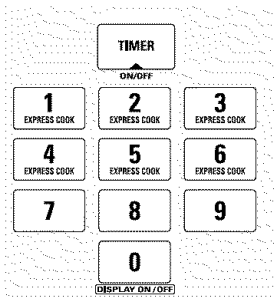 TIMER
ON/OFF
1 2 3
EXPRESS COOK EXPRESS COOK EXPRESS COOK
4 5 6
EXPRESS COOK EXPRESS COOK EXPRESS COOK
7 8 9
0
DISPLAY ON/OFF